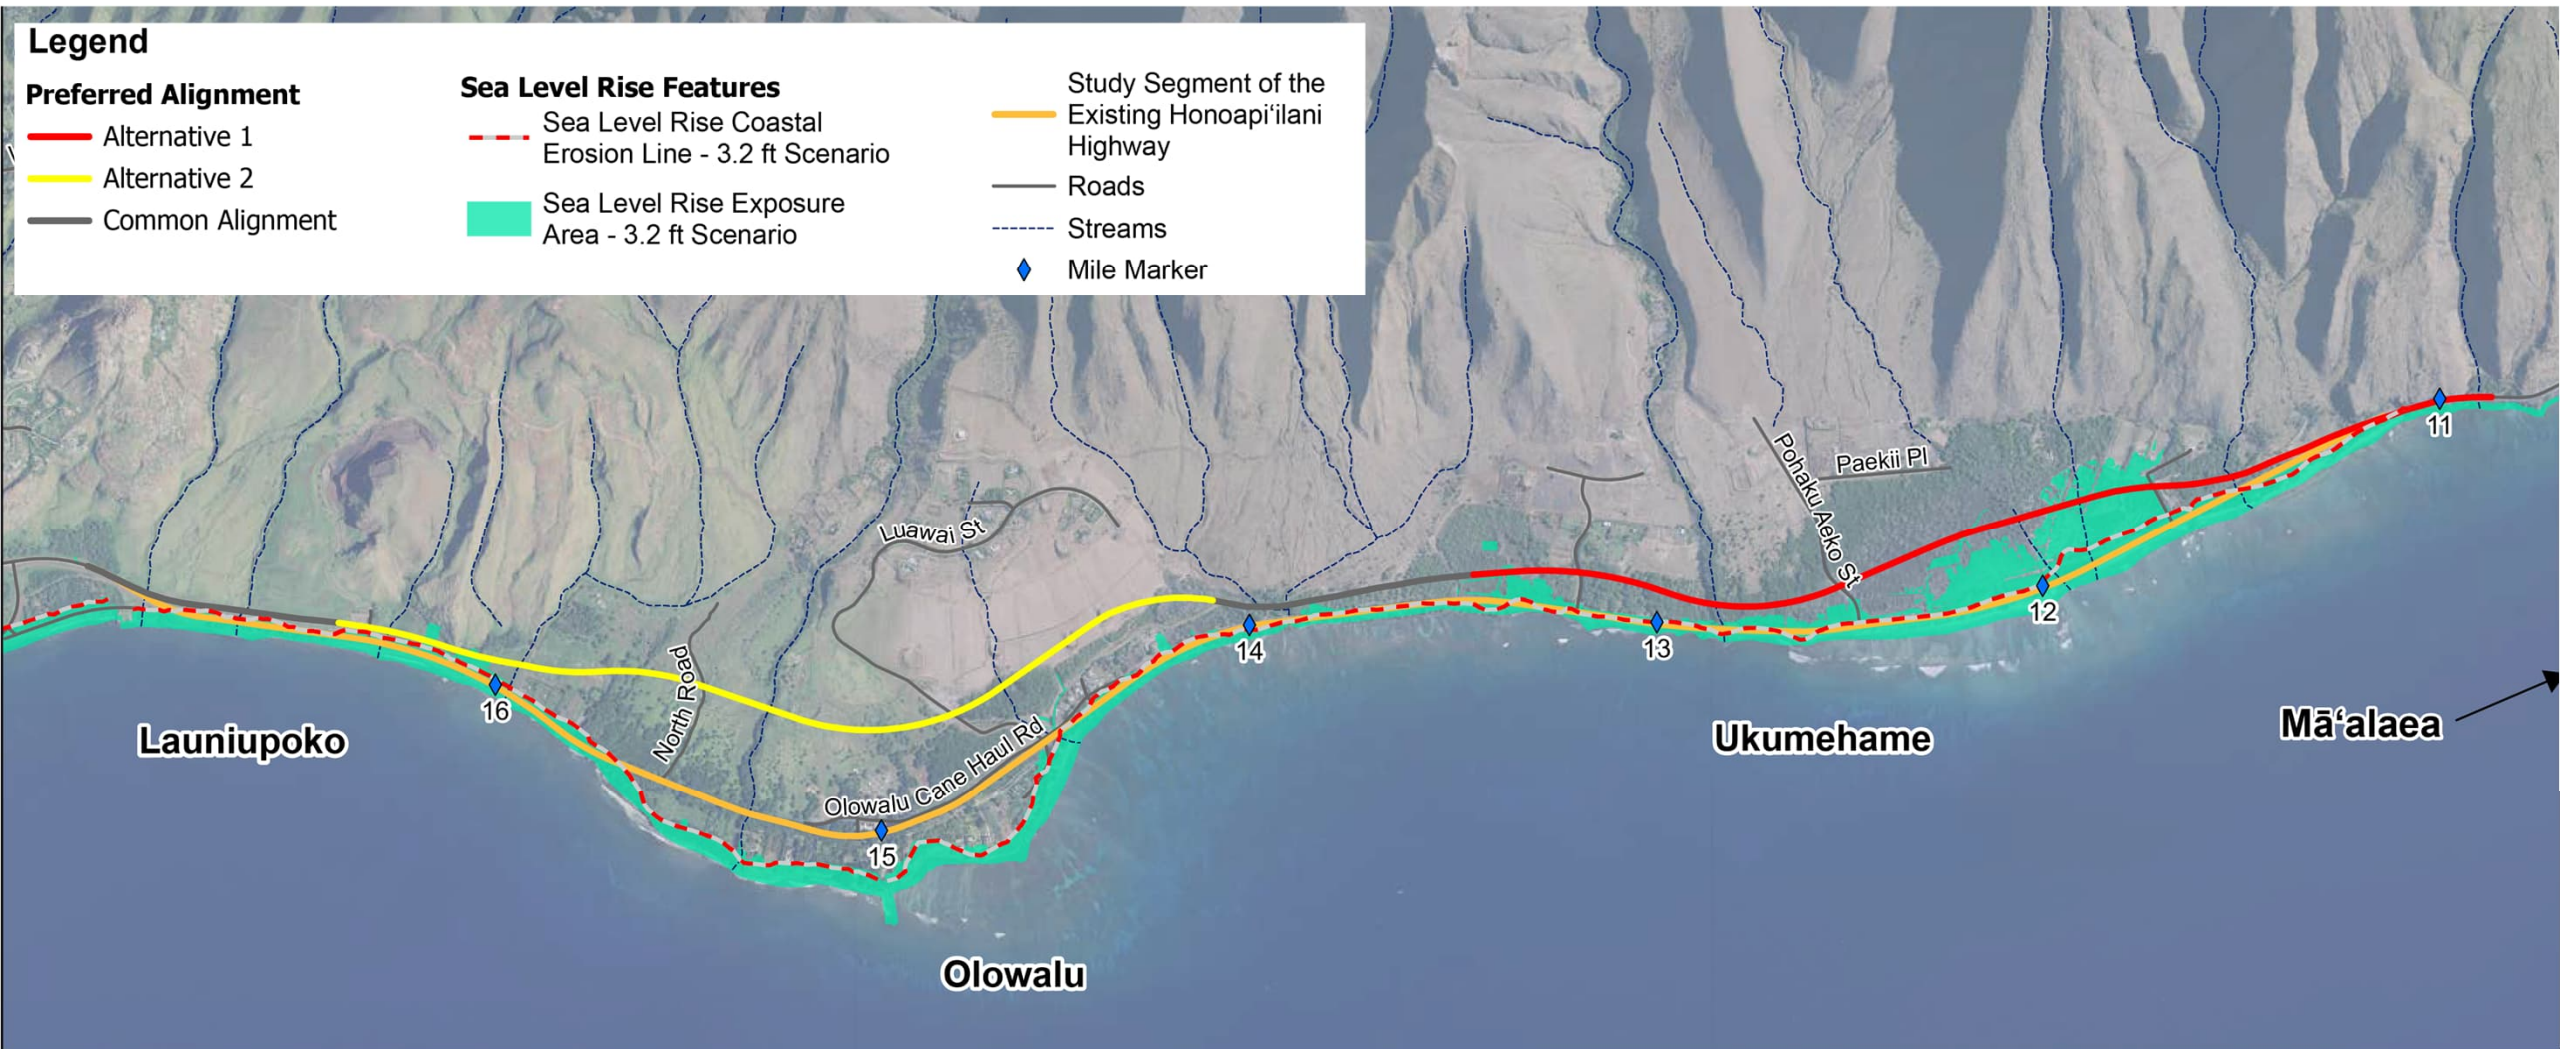 Legend
Preferred Alignment
Alternative 1
Alternative 2
Common Alignment
Sea Level Rise Features
Sea Level Rise Coastal
Erosion Line - 3.2 ft Scenario
Sea Level Rise Exposure
Area - 3.2 ft Scenario
Study Segment of the
Existing Honoapiʻilani
Highway
Roads
Streams
Mile Marker
11
Paekii Pl
Pohaku Aeko St
Luawai St
12
13
14
North Road
16
Olowalu Cane Haul Rd
15
Launiupoko
Ukumehame
Māʻalaea
Olowalu